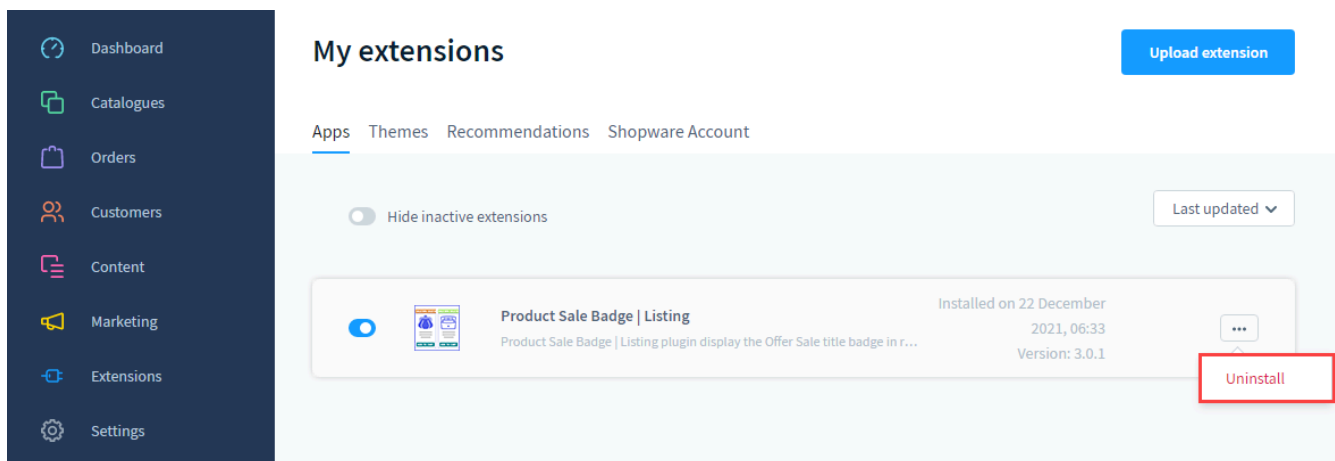 Dashboard
Catalogues
Orders
Customers
Content
Marketing
Extensions
Settings
My extensions
Upload extension
Apps Themes Recommendations Shopware Account
Hide inactive extensions
Last updated
Product Sale Badge | Listing
Product Sale Badge | Listing plugin display the Offer Sale title badge in r...
Installed on 22 December
2021, 06:33
Version: 3.0.1
Uninstall